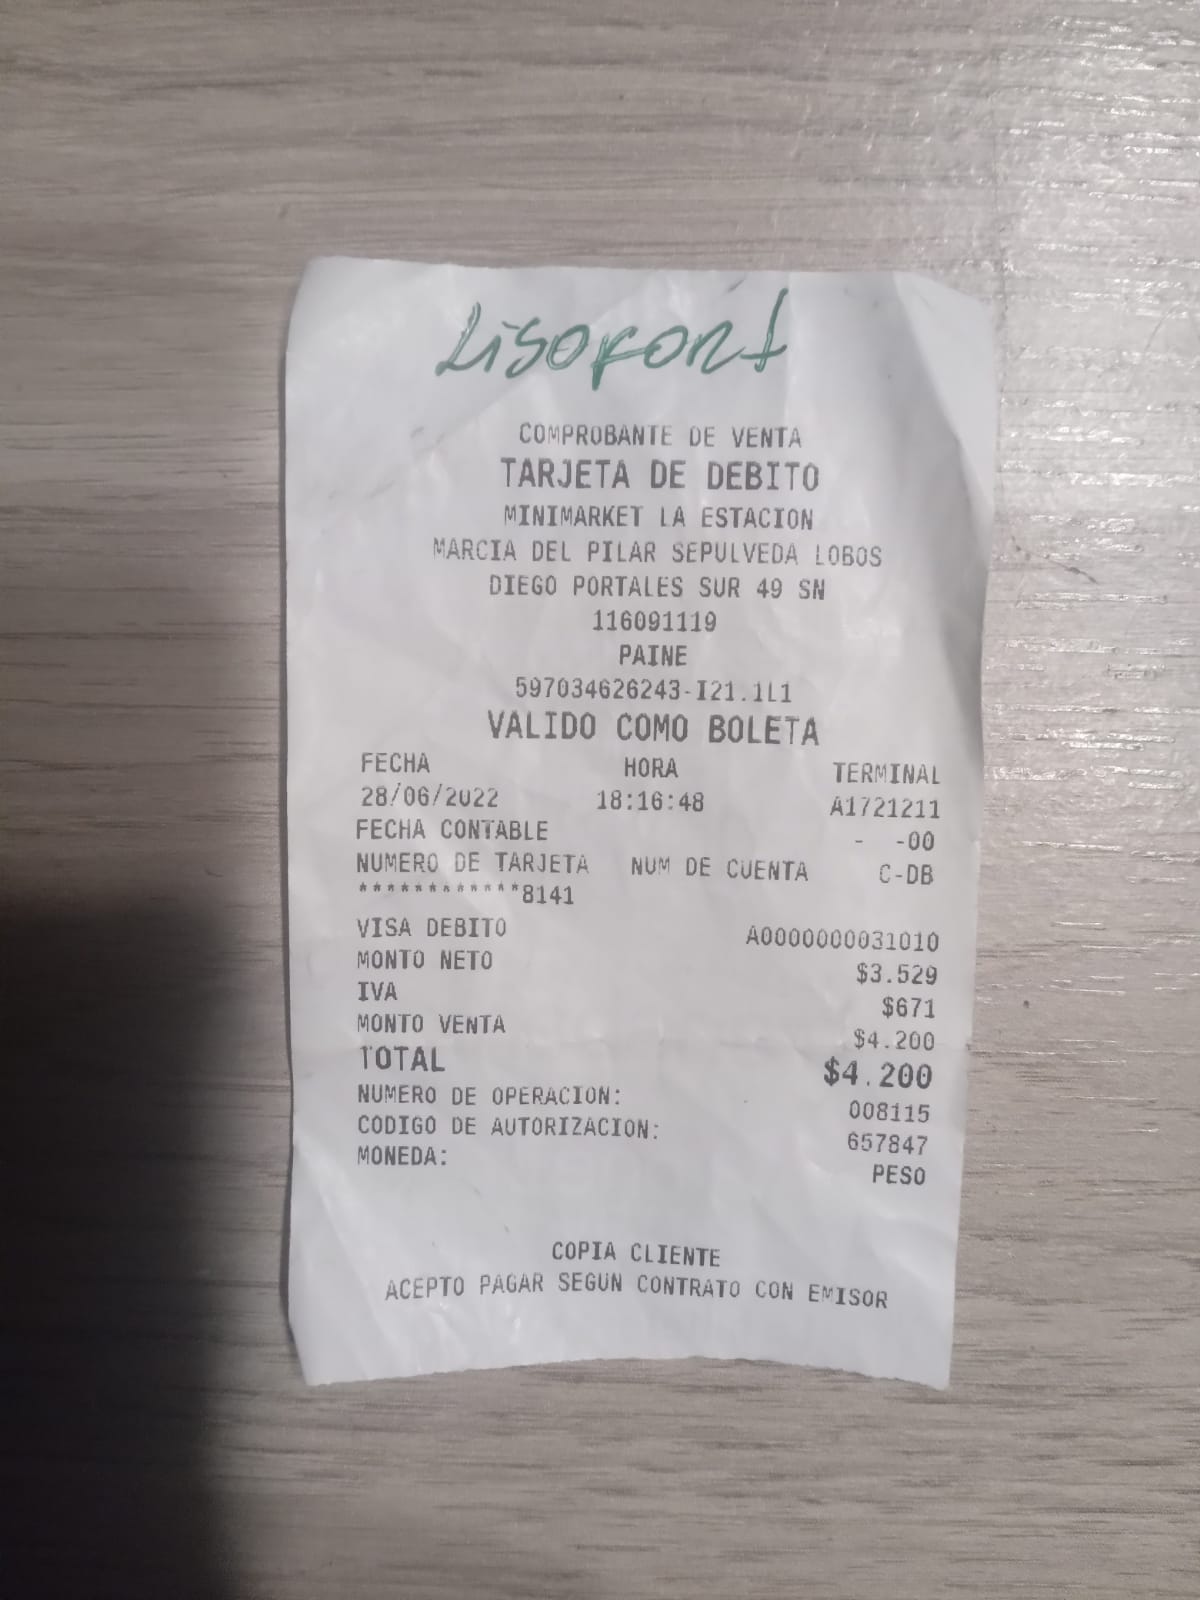 Lisofont
COMPROBANTE DE VENTA
TARJETA DE DEBITO
MINIMARKET LA ESTACION
MARCIA DEL PILAR SEPULVEDA LOBOS
DIEGO PORTALES SUR 49 SN
116091119
PAINE
597034626243-I21.1L1
VALIDO COMO BOLETA
FECHA HORA TERMINAL
28/06/2022 18:16:48 A1721211
FECHA CONTABLE - -00
NUMERO DE TARJETA NUM DE CUENTA C-DB
************8141
VISA DEBITO A0000000031010
MONTO NETO $3.529
IVA $671
MONTO VENTA $4.200
TOTAL $4.200
NUMERO DE OPERACION: 008115
CODIGO DE AUTORIZACION: 657847
MONEDA: PESO
COPIA CLIENTE
ACEPTO PAGAR SEGUN CONTRATO CON EMISOR